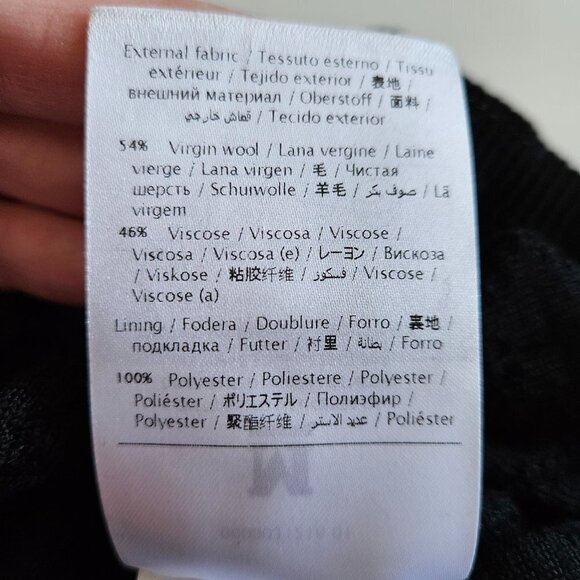 External fabric / Tessuto esterno / Tissu
extérieur / Tejido exterior / 表地 /
внешний материал / Oberstoff / 面料 /
قماش خارجي / Tecido exterior
54% Virgin wool / Lana vergine / Laine
vierge / Lana virgen / 毛 / Чистая
шерсть / Schurwolle / 羊毛 / صوف بكر / Lã
virgem
46% Viscose / Viscosa / Viscose /
Viscosa / Viscosa (e) / レーヨン / Вискоза
/ Viskose / 粘胶纤维 / فسكوز / Viscose /
Viscose (a)
Lining / Fodera / Doublure / Forro / 裏地 /
подкладка / Futter / 衬里 / بطانة / Forro
100% Polyester / Poliestere / Polyester /
Poliéster / ポリエステル / Полиэфир /
Polyester / 聚酯纤维 / عديد الاستر / Poliéster
M